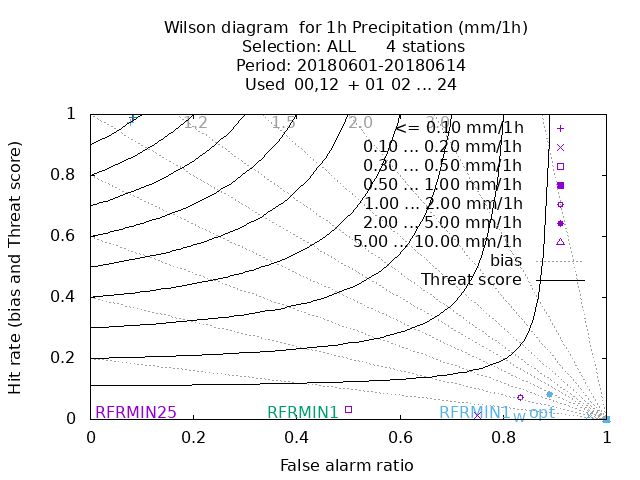 Wilson diagram  for 1h Precipitation (mm/1h)
Selection: ALL      4 stations
Period: 20180601-20180614
Used  00,12  + 01 02 ... 24
Hit rate (bias and Threat score)
1
0.8
0.6
0.4
0.2
0
1.2
1.5
2.0
3.0
<= 0.10 mm/1h
0.10 ... 0.20 mm/1h
0.30 ... 0.50 mm/1h
0.50 ... 1.00 mm/1h
1.00 ... 2.00 mm/1h
2.00 ... 5.00 mm/1h
5.00 ... 10.00 mm/1h
bias
Threat score
RFRMIN25
RFRMIN1
RFRMIN1w opt
0
0.2
0.4
0.6
0.8
1
False alarm ratio